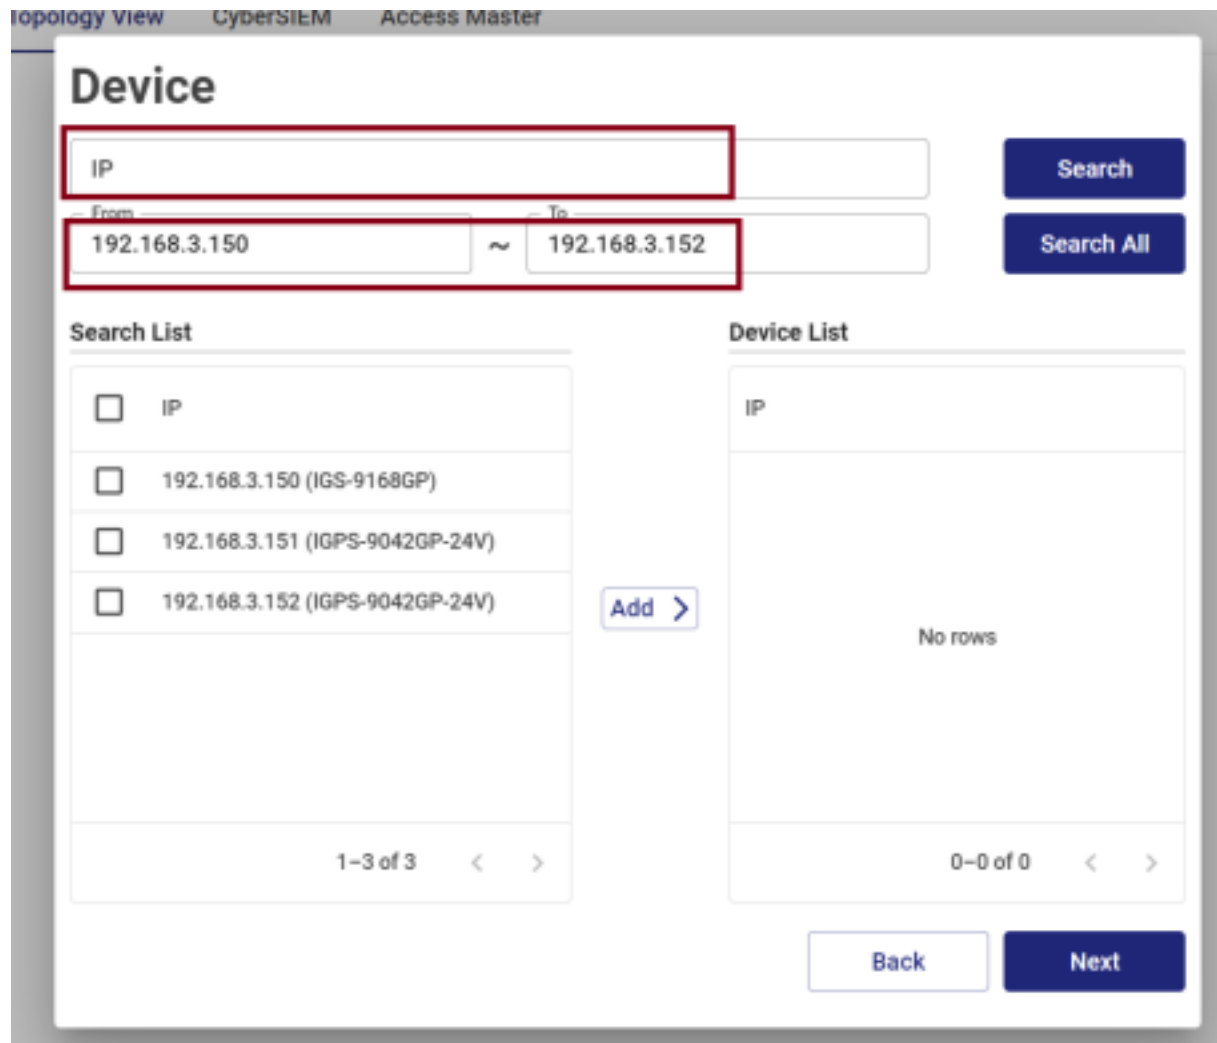 Topology View CyberSIEM Access Master
Device
IP
Search
From To
192.168.3.150 ~ 192.168.3.152
Search All
Search List Device List
IP IP
192.168.3.150 (IGS-9168GP)
192.168.3.151 (IGPS-9042GP-24V)
192.168.3.152 (IGPS-9042GP-24V)
Add >
No rows
1–3 of 3 < > 0–0 of 0 < >
Back Next